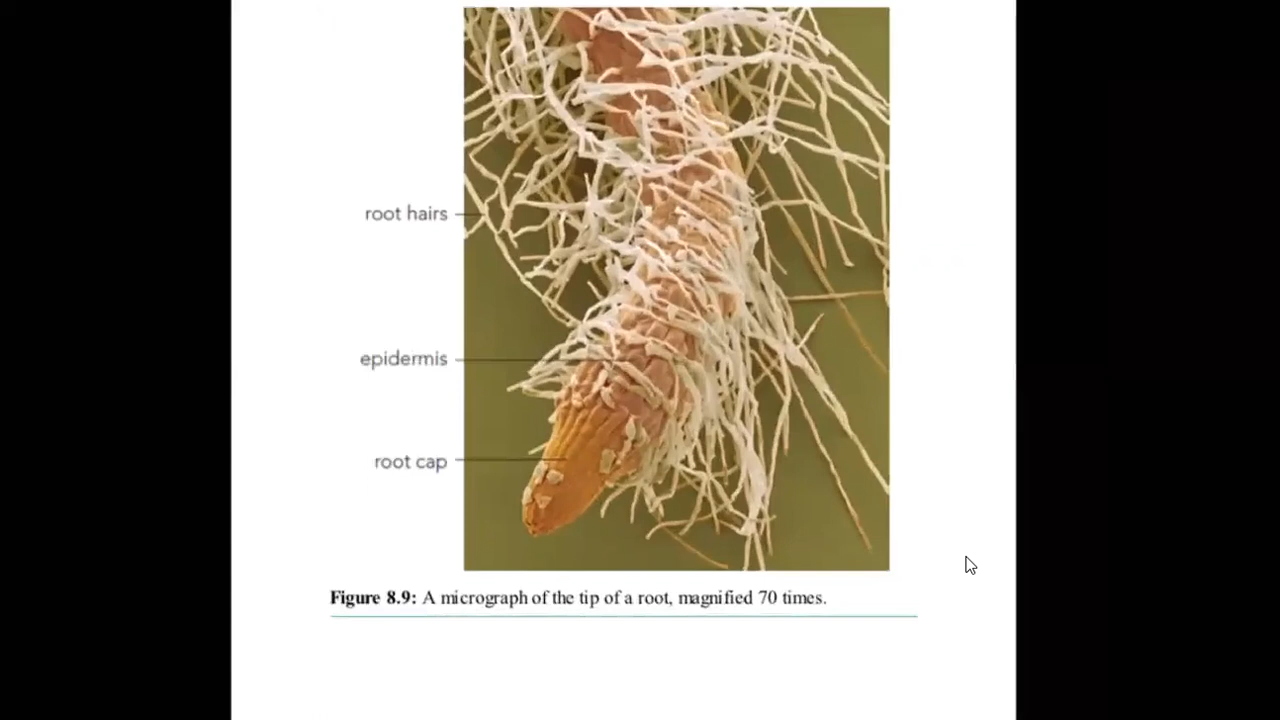 root hairs
epidermis
root cap
Figure 8.9: A micrograph of the tip of a root, magnified 70 times.